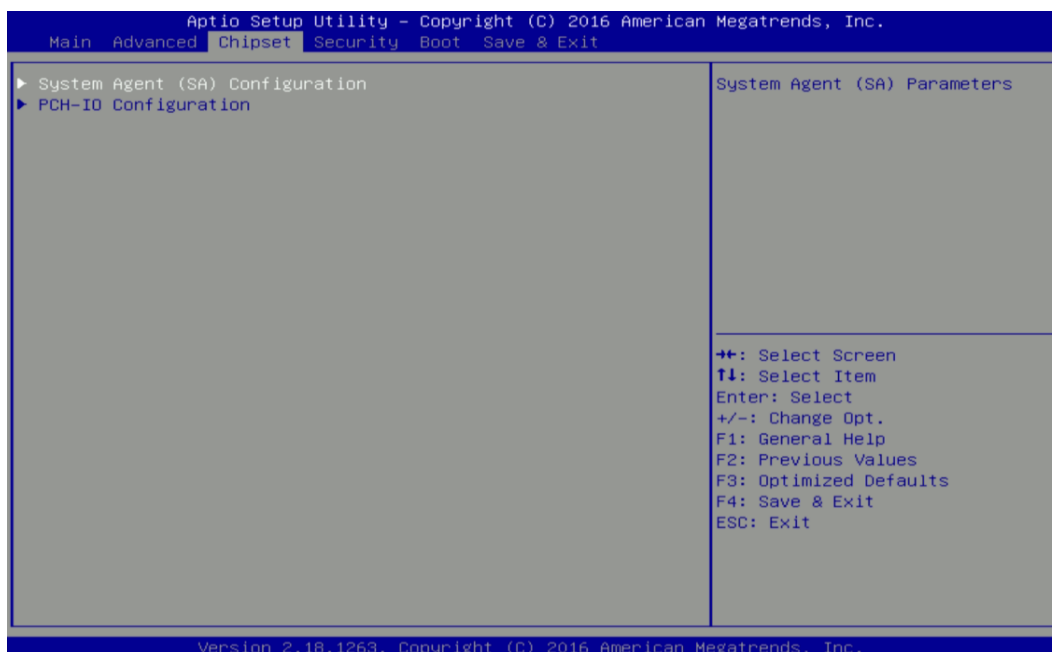 Aptio Setup Utility – Copyright (C) 2016 American Megatrends, Inc.
Main Advanced Chipset Security Boot Save & Exit
▶ System Agent (SA) Configuration
▶ PCH-IO Configuration
System Agent (SA) Parameters
→←: Select Screen
↑↓: Select Item
Enter: Select
+/-: Change Opt.
F1: General Help
F2: Previous Values
F3: Optimized Defaults
F4: Save & Exit
ESC: Exit
Version 2.18.1263. Copyright (C) 2016 American Megatrends, Inc.